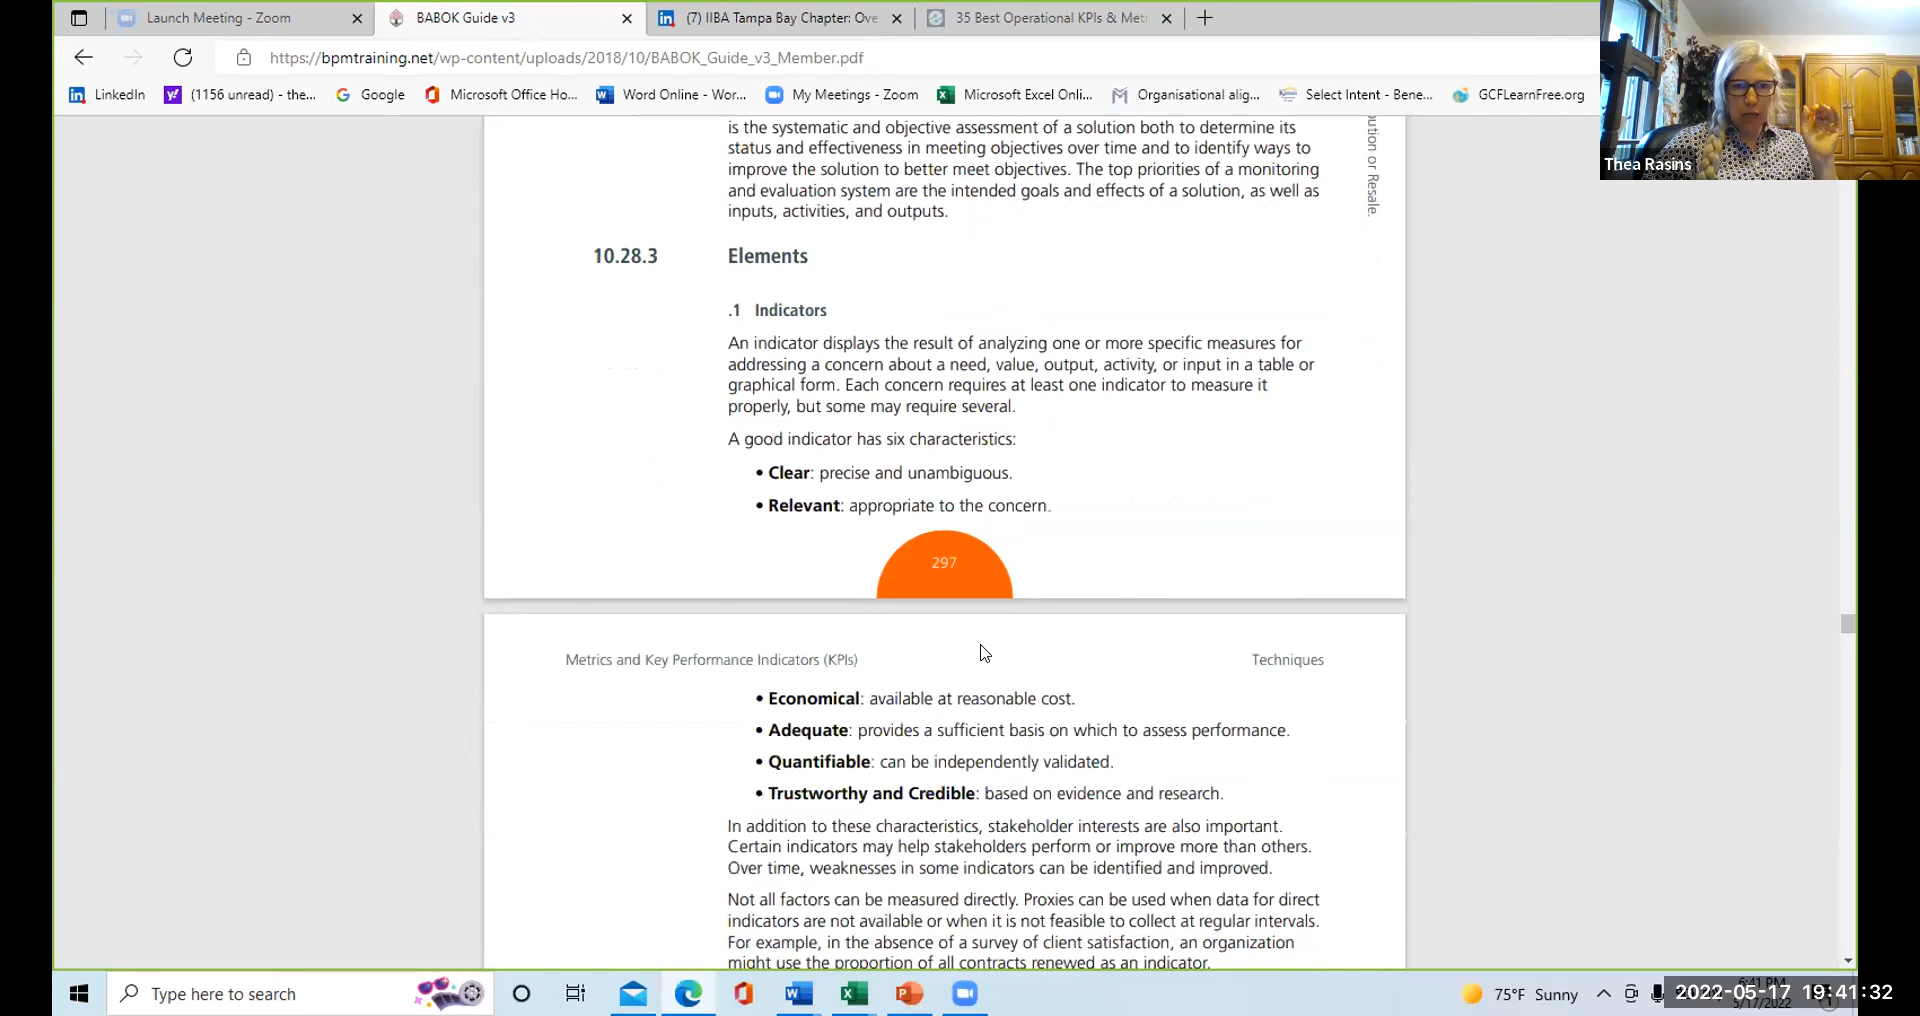 Launch Meeting - Zoom
BABOK Guide v3
(7) IIBA Tampa Bay Chapter: Ove
35 Best Operational KPIs & Met
https://bpmtraining.net/wp-content/uploads/2018/10/BABOK_Guide_v3_Member.pdf
LinkedIn
(1156 unread) - the...
Google
Microsoft Office Ho...
Word Online - Wor...
My Meetings - Zoom
Microsoft Excel Onli...
Organisational alig...
Select Intent - Bene...
GCFLearnFree.org
Thea Rasins
is the systematic and objective assessment of a solution both to determine its
status and effectiveness in meeting objectives over time and to identify ways to
improve the solution to better meet objectives. The top priorities of a monitoring
and evaluation system are the intended goals and effects of a solution, as well as
inputs, activities, and outputs.
or Resale.
10.28.3 Elements
.1 Indicators
An indicator displays the result of analyzing one or more specific measures for
addressing a concern about a need, value, output, activity, or input in a table or
graphical form. Each concern requires at least one indicator to measure it
properly, but some may require several.
A good indicator has six characteristics:
• Clear: precise and unambiguous.
• Relevant: appropriate to the concern.
297
Metrics and Key Performance Indicators (KPIs) Techniques
• Economical: available at reasonable cost.
• Adequate: provides a sufficient basis on which to assess performance.
• Quantifiable: can be independently validated.
• Trustworthy and Credible: based on evidence and research.
In addition to these characteristics, stakeholder interests are also important.
Certain indicators may help stakeholders perform or improve more than others.
Over time, weaknesses in some indicators can be identified and improved.
Not all factors can be measured directly. Proxies can be used when data for direct
indicators are not available or when it is not feasible to collect at regular intervals.
For example, in the absence of a survey of client satisfaction, an organization
might use the proportion of all contracts renewed as an indicator.
Type here to search
75°F Sunny
2022-05-17 19:41:32